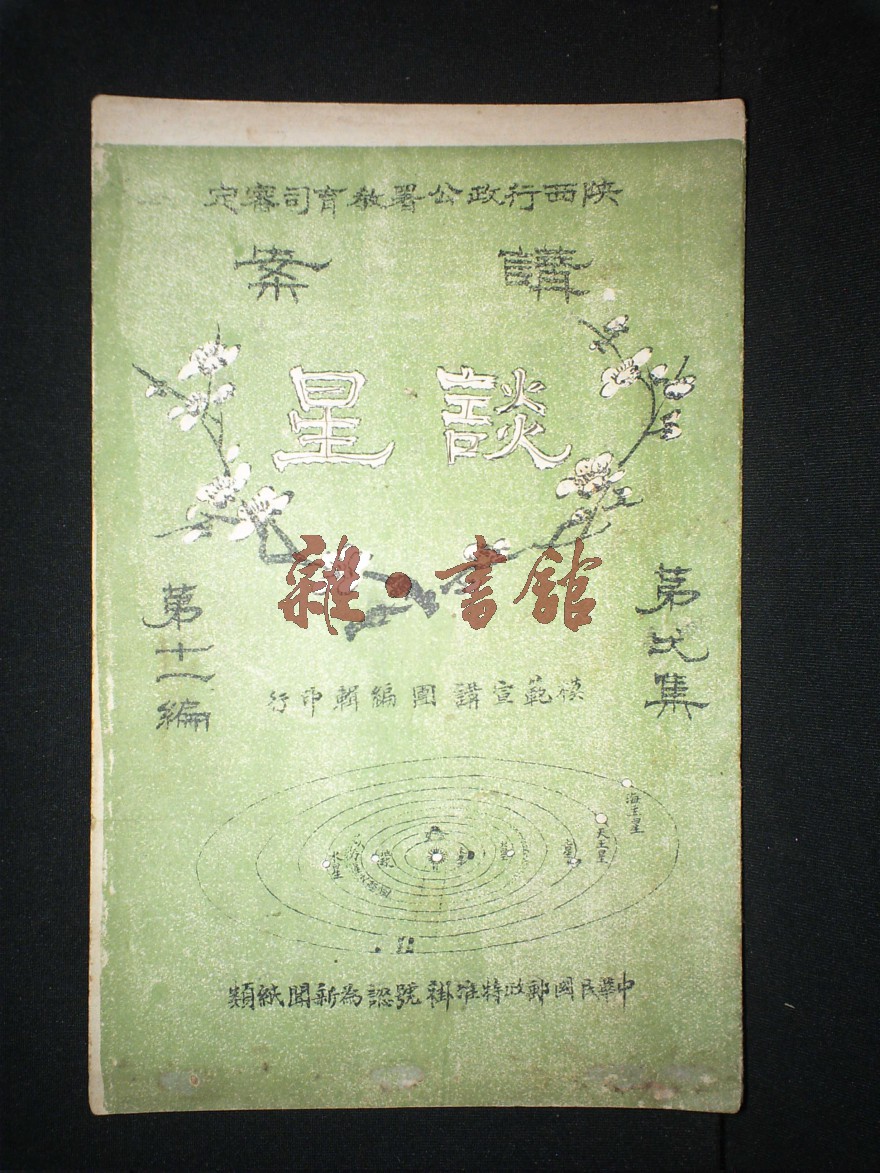 陝西行政公署教育司審定
講案
談星
雜·書舘
第弍集
第十一編
模範宣講團編輯印行
海王星
天王星
中華民國郵政特准掛號認為新聞紙類